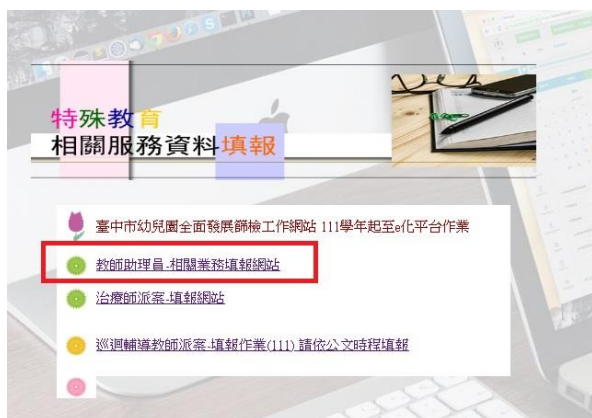 特殊教育
相關服務資料填報
臺中市幼兒園全面發展篩檢工作網站 111學年起至e化平台作業
教師助理員-相關業務填報網站
治療師派案-填報網站
巡迴輔導教師派案-填報作業(111) 請依公文時程填報